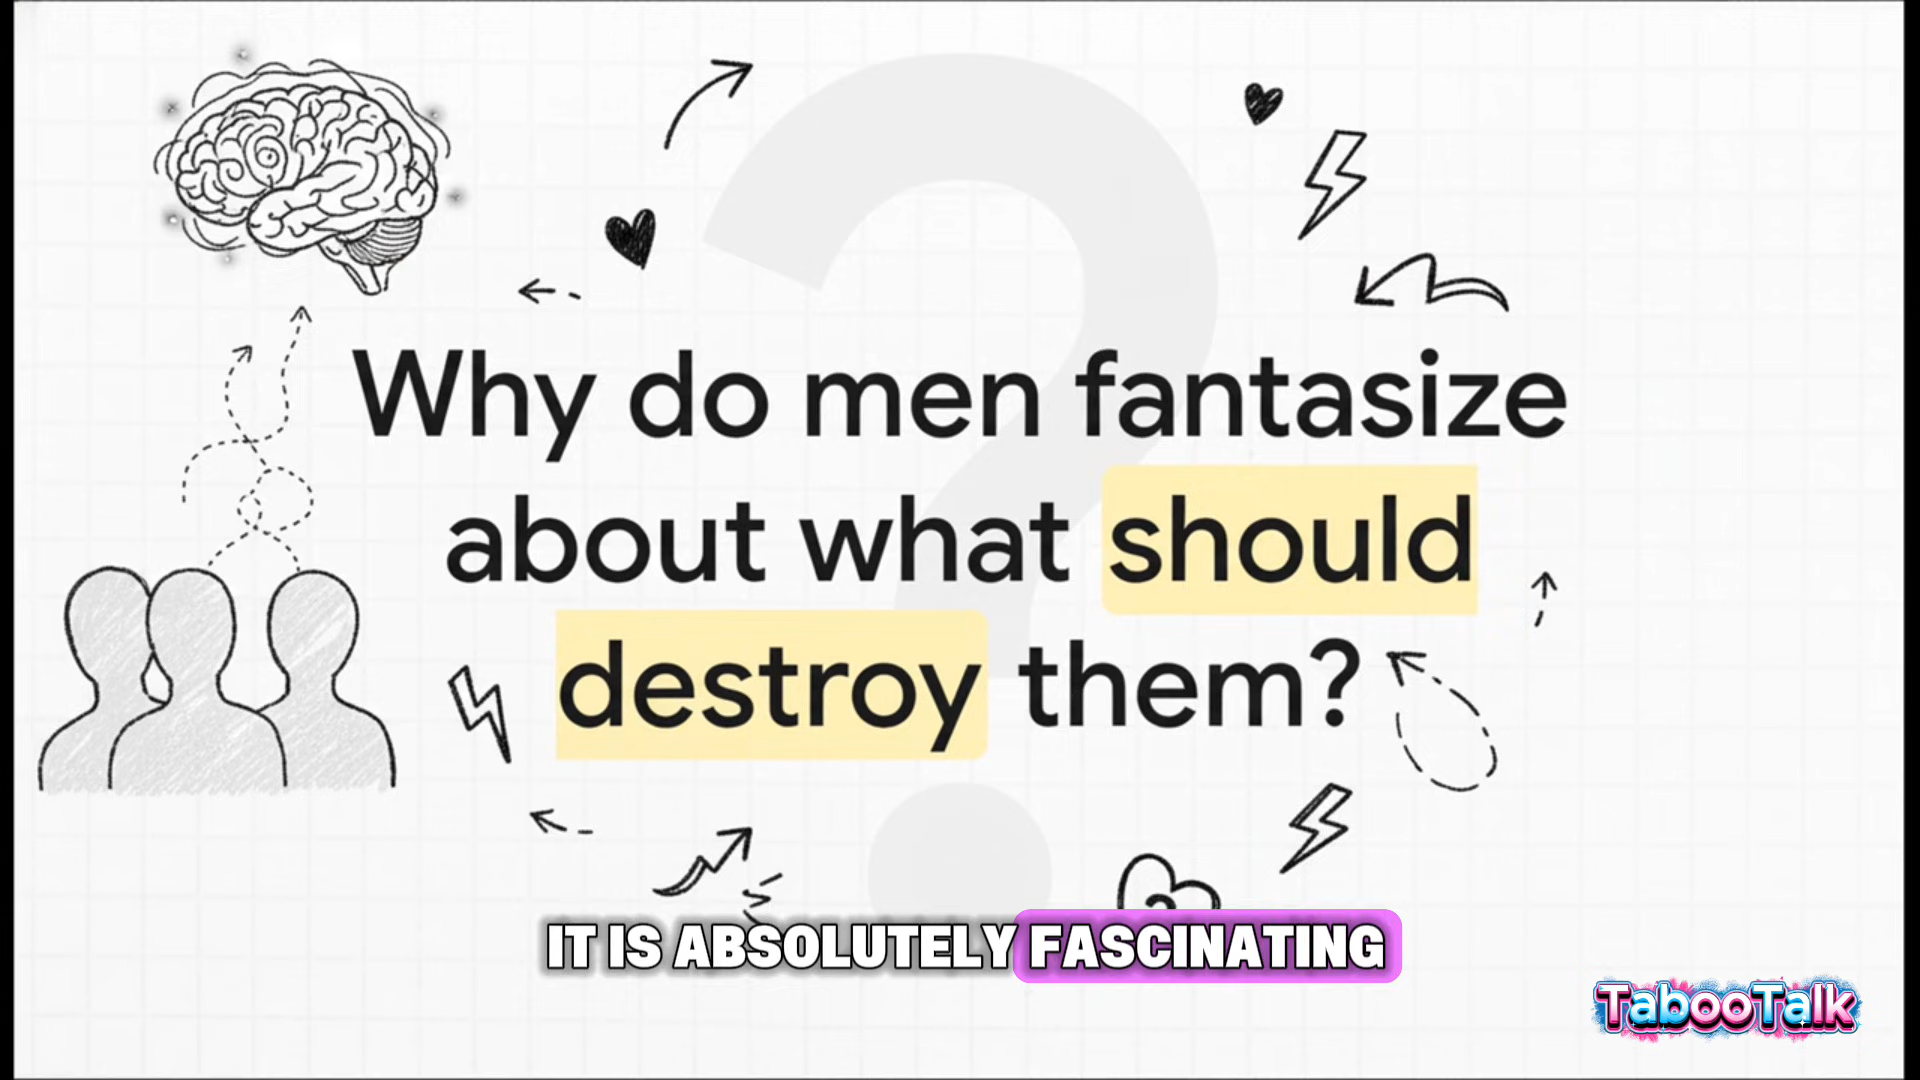 Why do men fantasize
about what should
destroy them?
IT IS ABSOLUTELY FASCINATING
TabooTalk